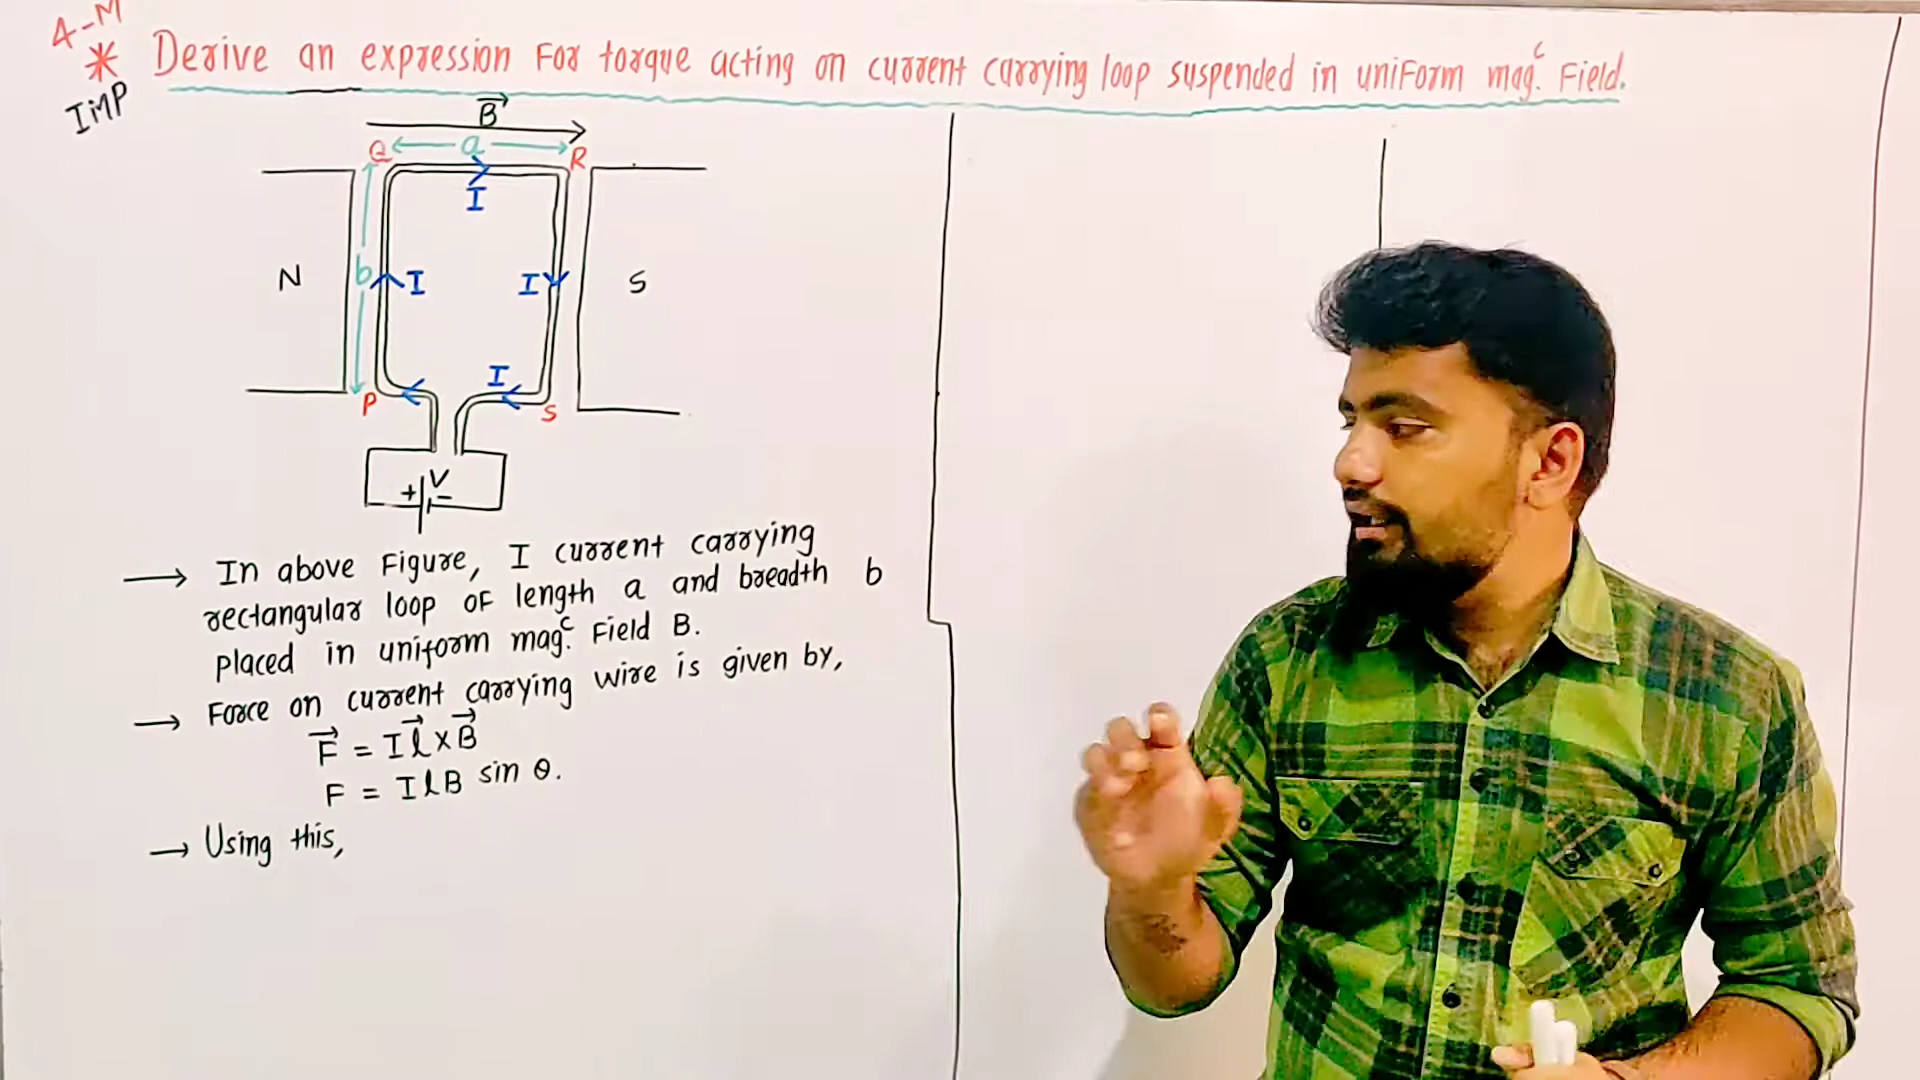 4-M
* Derive an expression For torque acting on current carrying loop suspended in uniForm magᶜ. Field.
IMP
B⃗
Q a R
I
N b I I S
I
P S
V
+ -
→ In above Figure, I current carrying
rectangular loop OF length a and breadth b
placed in uniform magᶜ. Field B.
→ Force on current carrying wire is given by,
F⃗ = I l⃗ × B⃗
F = I l B sin θ.
→ Using this,